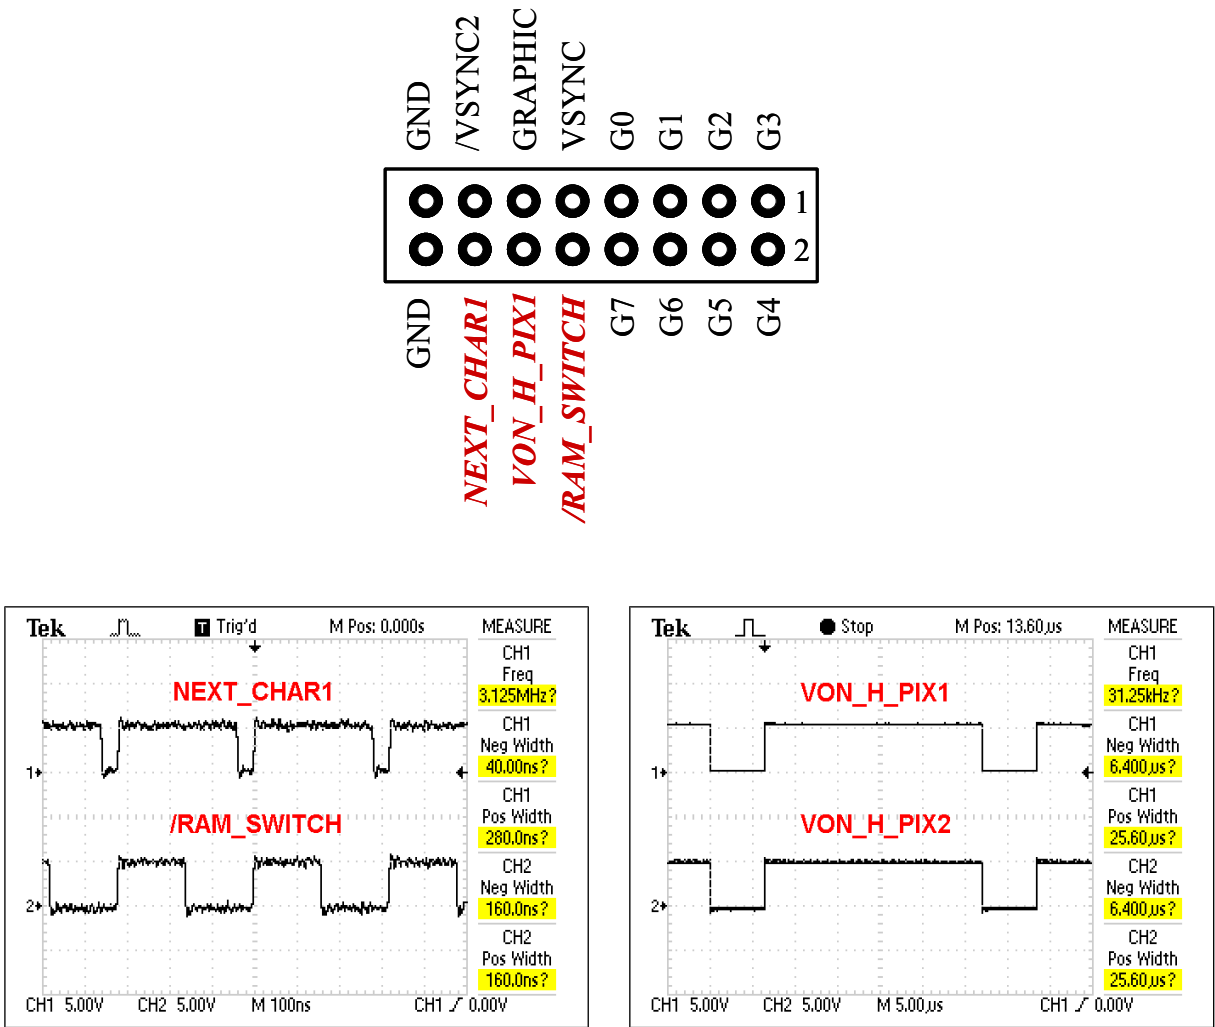 GND
/VSYNC2
GRAPHIC
VSYNC
G0
G1
G2
G3
1
2
GND
NEXT_CHAR1
VON_H_PIX1
/RAM_SWITCH
G7
G6
G5
G4
Tek T Trig'd M Pos: 0.000s MEASURE
CH1
Freq
3.125MHz?
NEXT_CHAR1
CH1
Neg Width
40.00ns?
1
CH1
Pos Width
280.0ns?
/RAM_SWITCH
CH2
Neg Width
160.0ns?
2
CH2
Pos Width
160.0ns?
CH1 5.00V CH2 5.00V M 100ns CH1 0.00V
Tek Stop M Pos: 13.60µs MEASURE
CH1
Freq
31.25kHz?
VON_H_PIX1
CH1
Neg Width
6.400µs?
1
CH1
Pos Width
25.60µs?
VON_H_PIX2
CH2
Neg Width
6.400µs?
2
CH2
Pos Width
25.60µs?
CH1 5.00V CH2 5.00V M 5.00µs CH1 0.00V